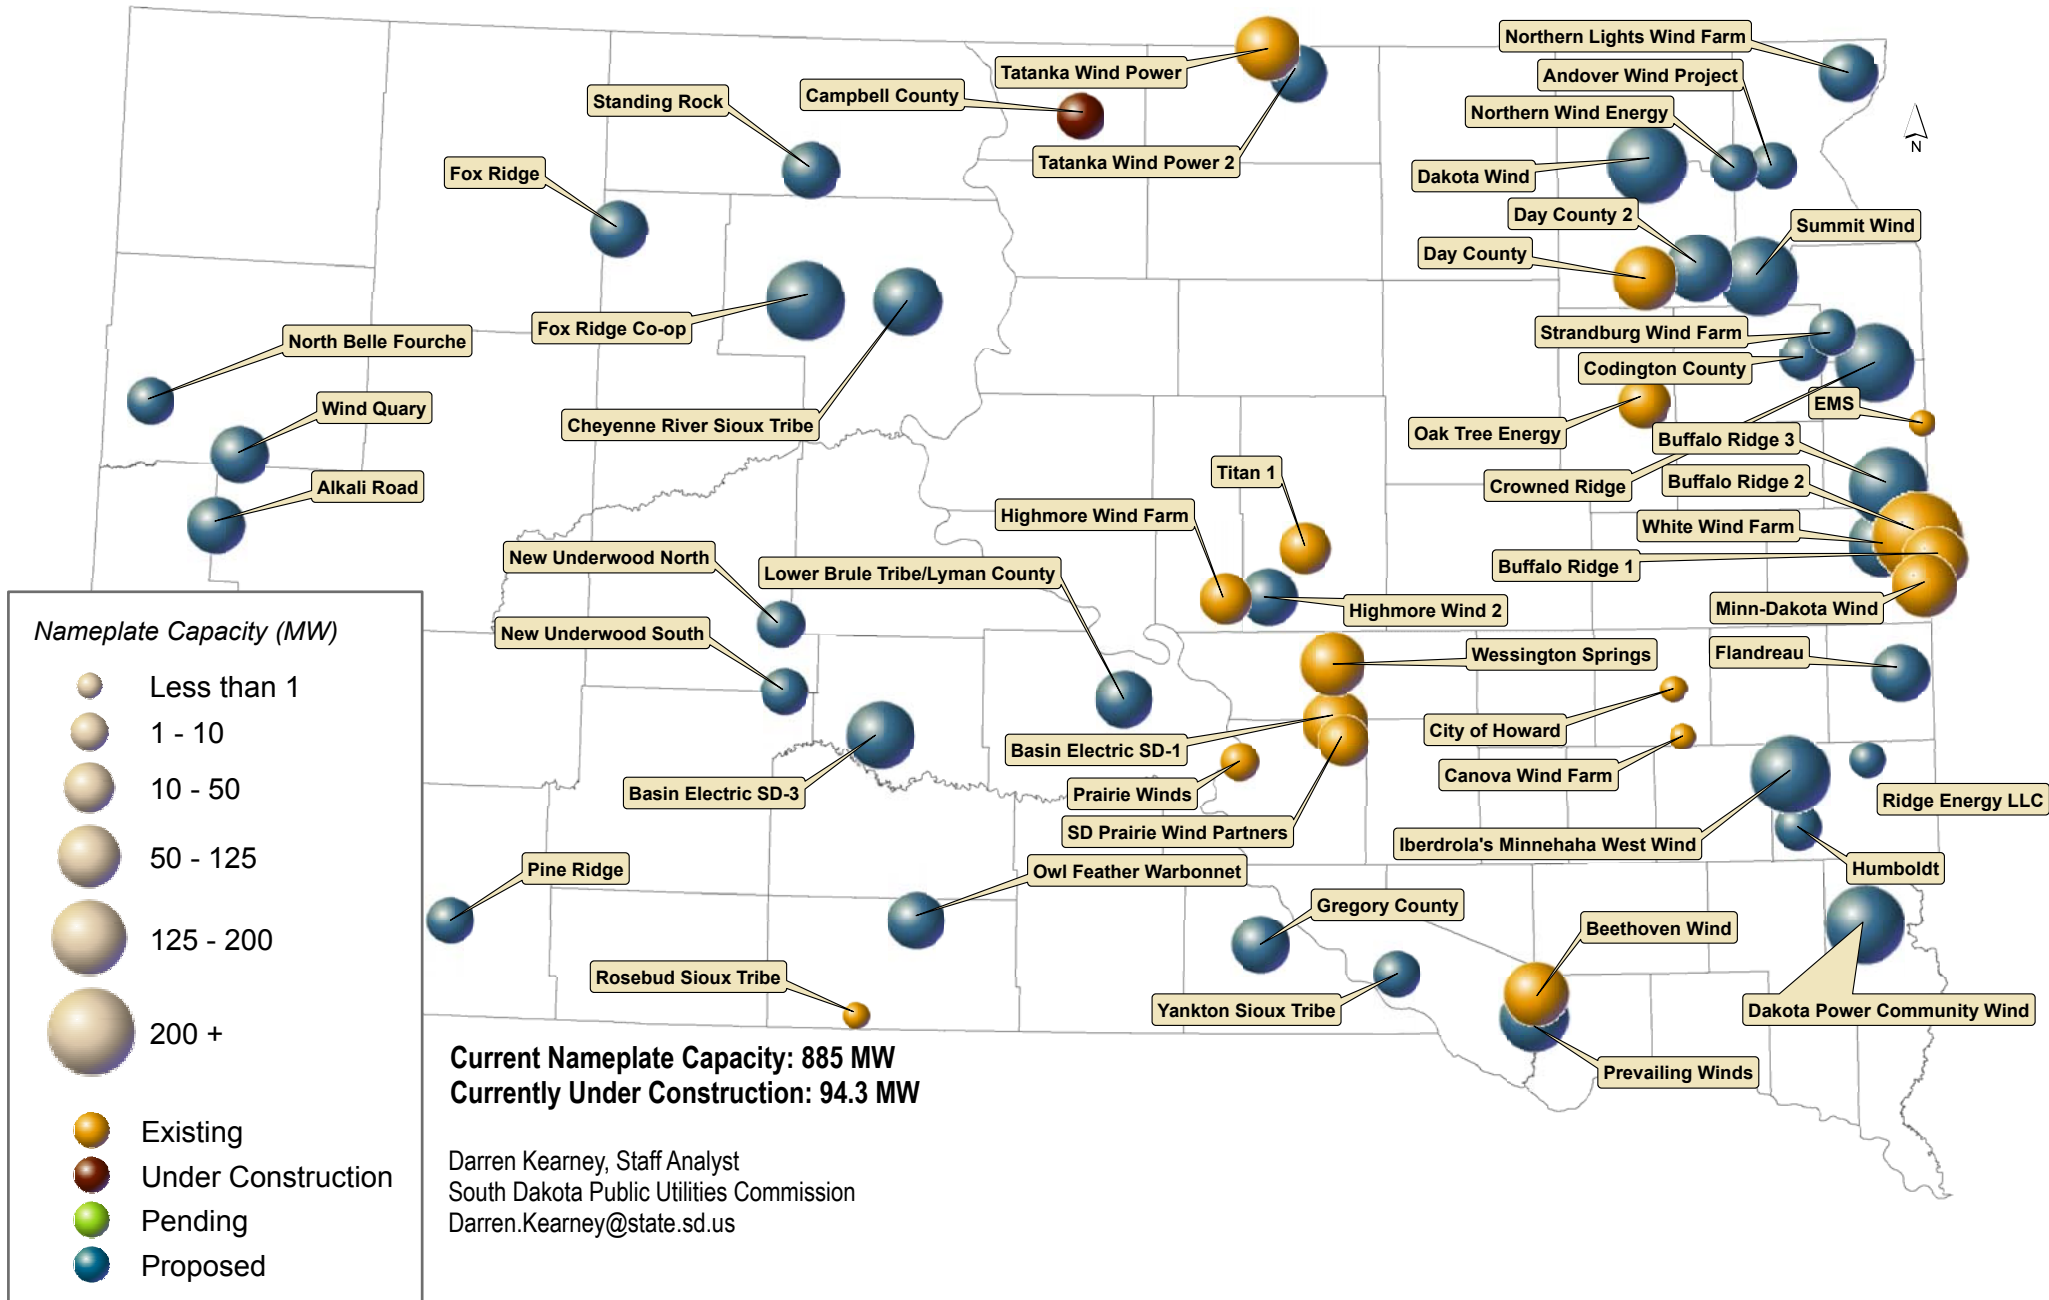 Northern Lights Wind Farm
Tatanka Wind Power
Andover Wind Project
Standing Rock
Campbell County
Northern Wind Energy
N
Tatanka Wind Power 2
Fox Ridge
Dakota Wind
Day County 2
Summit Wind
Day County
Fox Ridge Co-op
North Belle Fourche
Strandburg Wind Farm
Codington County
Wind Quary
EMS
Cheyenne River Sioux Tribe
Oak Tree Energy
Buffalo Ridge 3
Titan 1
Alkali Road
Crowned Ridge
Buffalo Ridge 2
Highmore Wind Farm
White Wind Farm
New Underwood North
Lower Brule Tribe/Lyman County
Buffalo Ridge 1
Highmore Wind 2
Minn-Dakota Wind
New Underwood South
Wessington Springs
Flandreau
City of Howard
Basin Electric SD-1
Canova Wind Farm
Basin Electric SD-3
Prairie Winds
Ridge Energy LLC
SD Prairie Wind Partners
Iberdrola's Minnehaha West Wind
Humboldt
Pine Ridge
Owl Feather Warbonnet
Gregory County
Beethoven Wind
Rosebud Sioux Tribe
Yankton Sioux Tribe
Dakota Power Community Wind
Prevailing Winds
Nameplate Capacity (MW)
Less than 1
1 - 10
10 - 50
50 - 125
125 - 200
200 +
Existing
Under Construction
Pending
Proposed
Current Nameplate Capacity: 885 MW
Currently Under Construction: 94.3 MW
Darren Kearney, Staff Analyst
South Dakota Public Utilities Commission
Darren.Kearney@state.sd.us